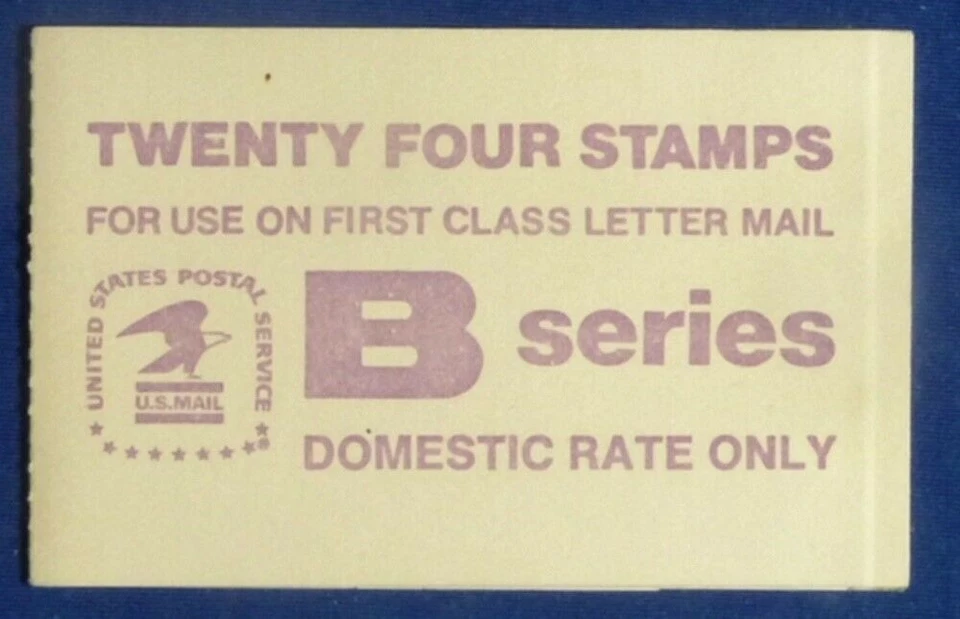 TWENTY FOUR STAMPS
FOR USE ON FIRST CLASS LETTER MAIL
UNITED STATES POSTAL SERVICE ®
U.S.MAIL
B series
DOMESTIC RATE ONLY